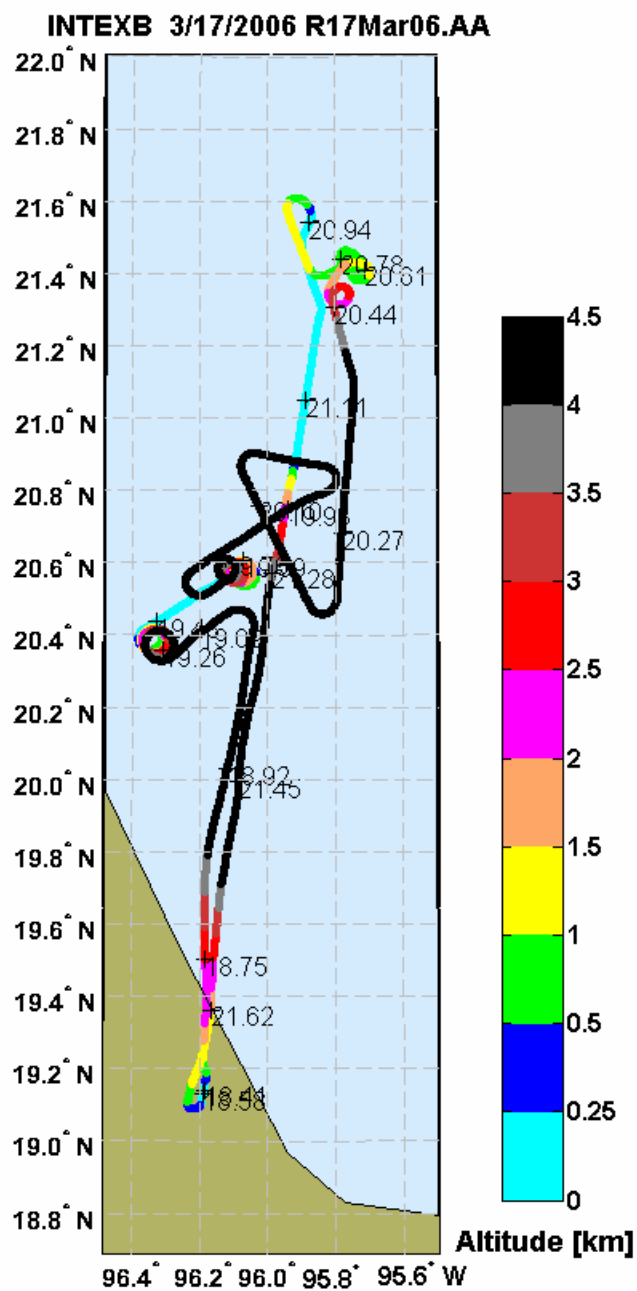 INTEXB 3/17/2006 R17Mar06.AA
22.0° N
21.8° N
21.6° N
21.4° N
21.2° N
21.0° N
20.8° N
20.6° N
20.4° N
20.2° N
20.0° N
19.8° N
19.6° N
19.4° N
19.2° N
19.0° N
18.8° N
20.94
20.78
20.61
20.44
21.11
20.27
21.28
19.26
18.92
21.45
18.75
21.62
18.58
4.5
4
3.5
3
2.5
2
1.5
1
0.5
0.25
0
Altitude [km]
96.4° 96.2° 96.0° 95.8° 95.6° W